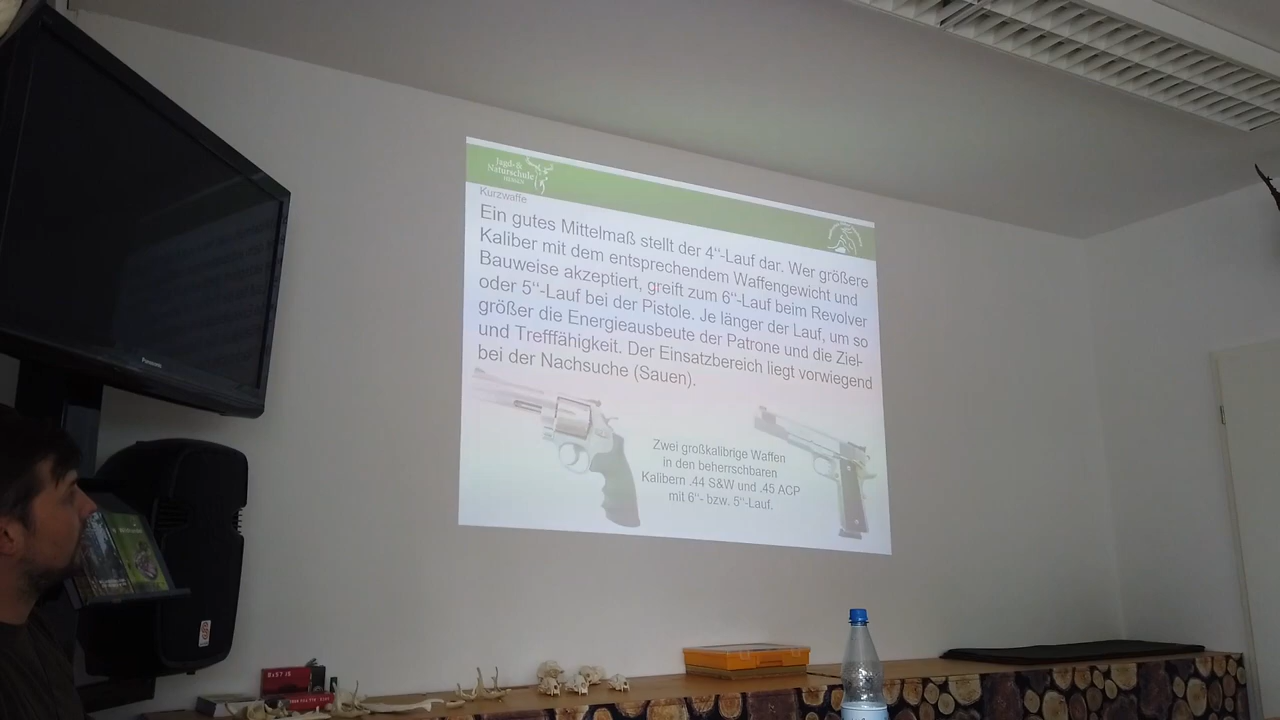 Jagd- &
Naturschule
Kurzwaffe
Ein gutes Mittelmaß stellt der 4“-Lauf dar. Wer größere
Kaliber mit dem entsprechendem Waffengewicht und
Bauweise akzeptiert, greift zum 6“-Lauf beim Revolver
oder 5“-Lauf bei der Pistole. Je länger der Lauf, um so
größer die Energieausbeute der Patrone und die Ziel-
und Trefffähigkeit. Der Einsatzbereich liegt vorwiegend
bei der Nachsuche (Sauen).
Zwei großkalibrige Waffen
in den beherrschbaren
Kalibern .44 S&W und .45 ACP
mit 6“- bzw. 5“-Lauf.
Panasonic
8x57 IS